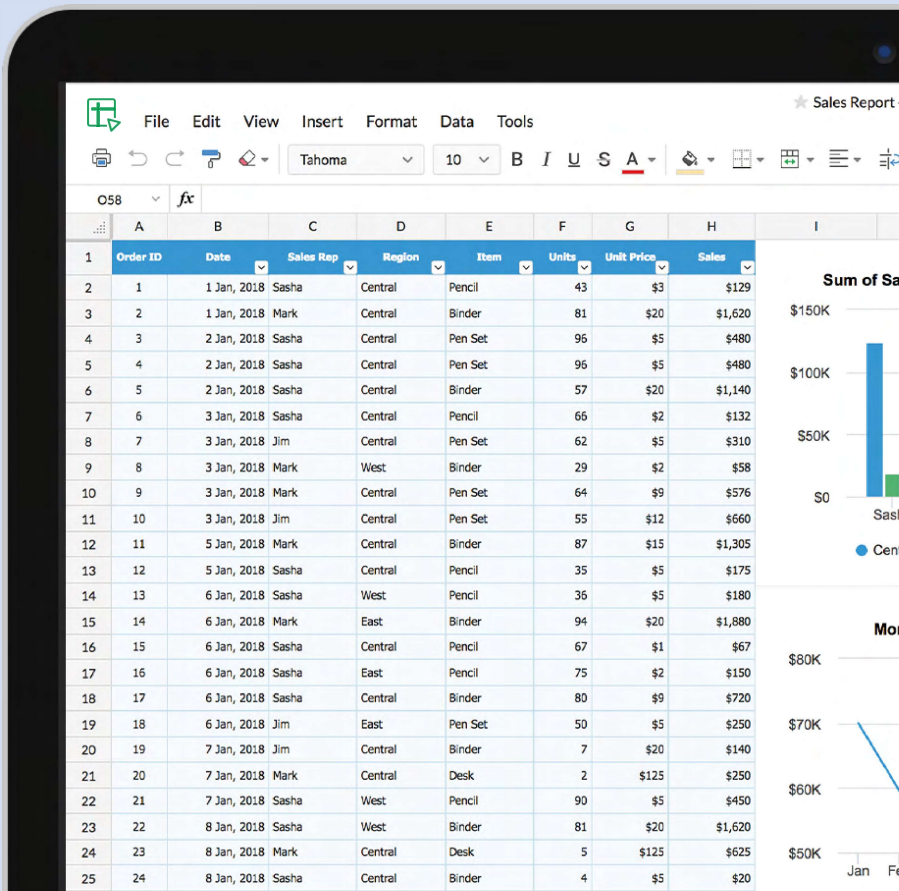 Sales Report
File Edit View Insert Format Data Tools
Tahoma 10 B I U S A
O58 fx
A B C D E F G H I
1 Order ID Date Sales Rep Region Item Units Unit Price Sales
2 1 1 Jan, 2018 Sasha Central Pencil 43 $3 $129
3 2 1 Jan, 2018 Mark Central Binder 81 $20 $1,620
4 3 2 Jan, 2018 Sasha Central Pen Set 96 $5 $480
5 4 2 Jan, 2018 Sasha Central Pen Set 96 $5 $480
6 5 2 Jan, 2018 Sasha Central Binder 57 $20 $1,140
7 6 3 Jan, 2018 Sasha Central Pencil 66 $2 $132
8 7 3 Jan, 2018 Jim Central Pen Set 62 $5 $310
9 8 3 Jan, 2018 Mark West Binder 29 $2 $58
10 9 3 Jan, 2018 Mark Central Pen Set 64 $9 $576
11 10 3 Jan, 2018 Jim Central Pen Set 55 $12 $660
12 11 5 Jan, 2018 Mark Central Binder 87 $15 $1,305
13 12 5 Jan, 2018 Sasha Central Pencil 35 $5 $175
14 13 6 Jan, 2018 Sasha West Pencil 36 $5 $180
15 14 6 Jan, 2018 Mark East Binder 94 $20 $1,880
16 15 6 Jan, 2018 Sasha Central Pencil 67 $1 $67
17 16 6 Jan, 2018 Sasha East Pencil 75 $2 $150
18 17 6 Jan, 2018 Sasha Central Binder 80 $9 $720
19 18 6 Jan, 2018 Jim East Pen Set 50 $5 $250
20 19 7 Jan, 2018 Jim Central Binder 7 $20 $140
21 20 7 Jan, 2018 Mark Central Desk 2 $125 $250
22 21 7 Jan, 2018 Sasha West Pencil 90 $5 $450
23 22 8 Jan, 2018 Sasha West Binder 81 $20 $1,620
24 23 8 Jan, 2018 Mark Central Desk 5 $125 $625
25 24 8 Jan, 2018 Sasha Central Binder 4 $5 $20
Sum of Sa
$150K
$100K
$50K
$0
Sash
Cent
Mon
$80K
$70K
$60K
$50K
Jan Fe